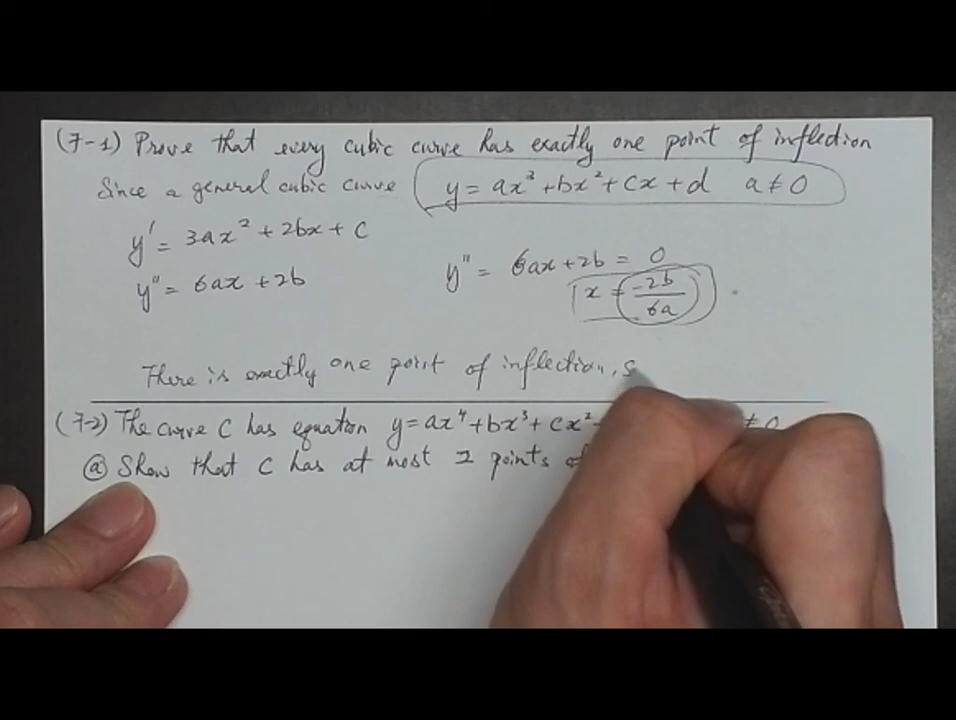 (7-1) Prove that every cubic curve has exactly one point of inflection
Since a general cubic curve y = ax³ + bx² + cx + d a ≠ 0
y' = 3ax² + 2bx + c
y" = 6ax + 2b
y" = 6ax + 2b = 0
x = -2b/6a
There is exactly one point of inflection, s
(7-2) The curve C has equation y = ax⁴ + bx³ + cx² ≠ 0
ⓐ Show that C has at most 2 points of